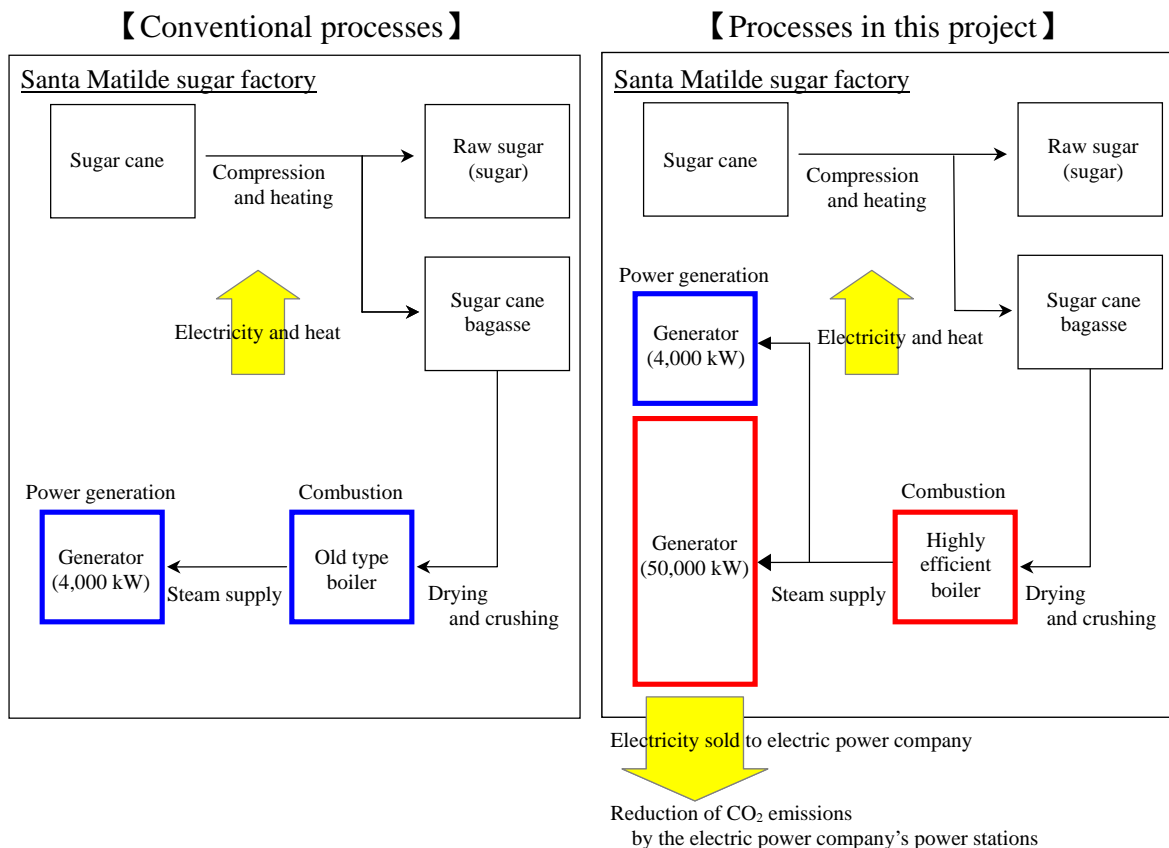 【Conventional processes】
Santa Matilde sugar factory
Sugar cane
Compression
and heating
Raw sugar
(sugar)
Electricity and heat
Sugar cane
bagasse
Power generation
Generator
(4,000 kW)
Steam supply
Combustion
Old type
boiler
Drying
and crushing
【Processes in this project】
Santa Matilde sugar factory
Sugar cane
Compression
and heating
Raw sugar
(sugar)
Power generation
Generator
(4,000 kW)
Electricity and heat
Sugar cane
bagasse
Generator
(50,000 kW)
Steam supply
Combustion
Highly
efficient
boiler
Drying
and crushing
Electricity sold to electric power company
Reduction of CO₂ emissions
by the electric power company’s power stations